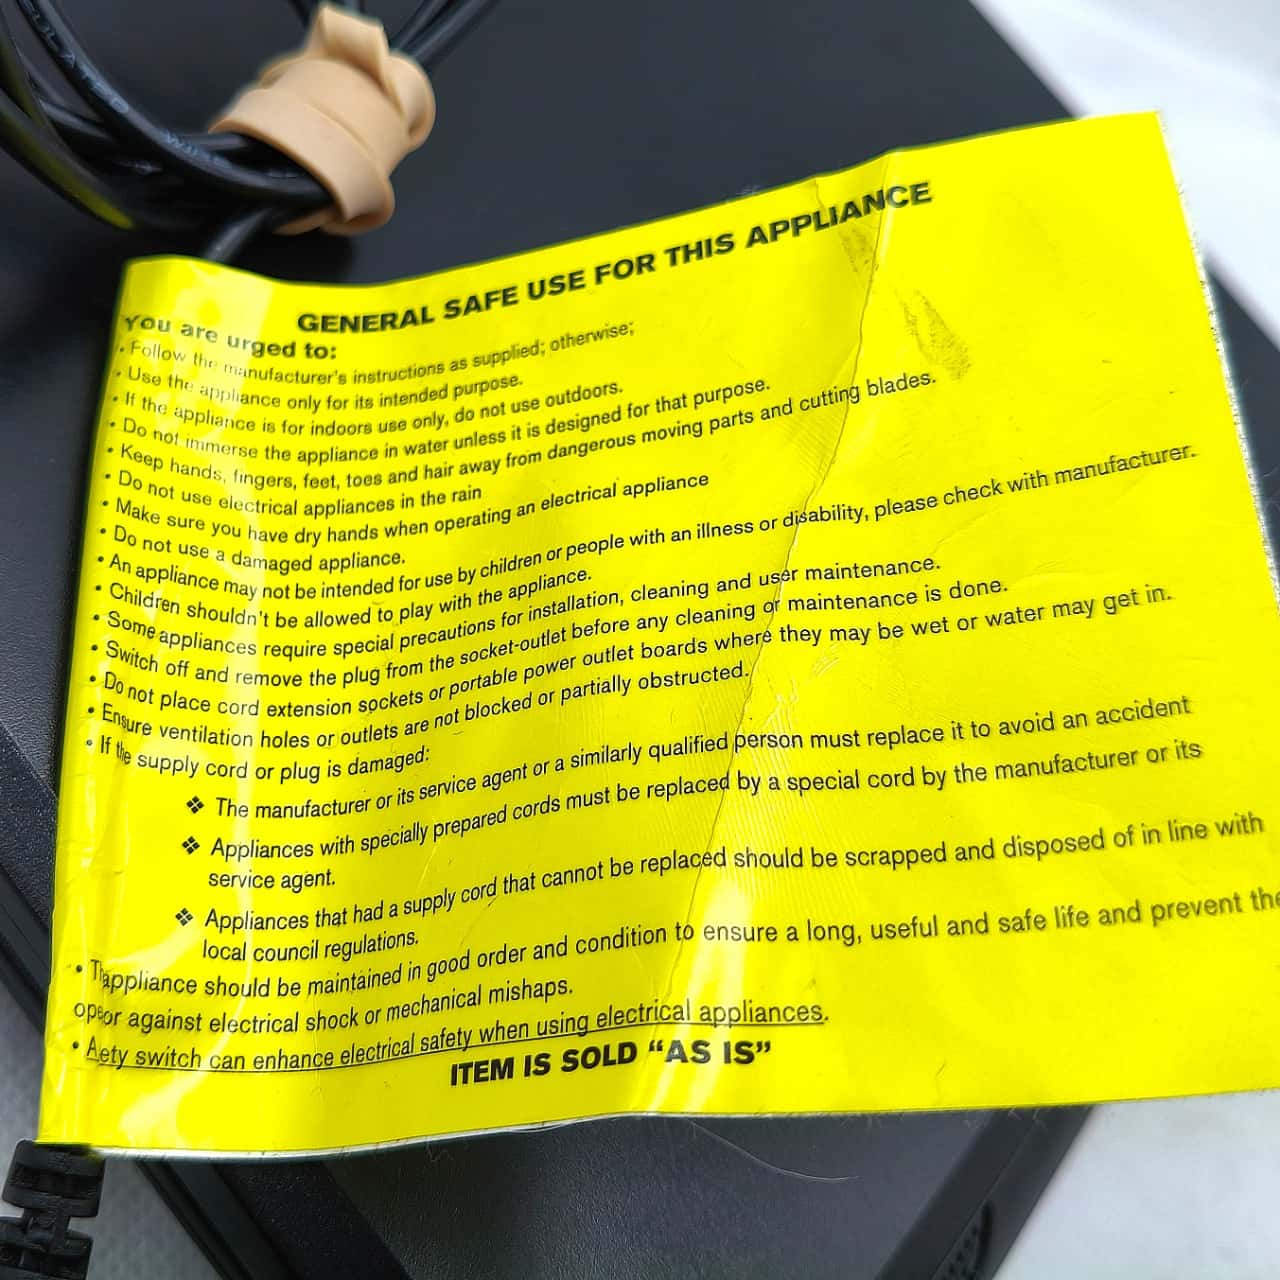 ULATED WIRE
GENERAL SAFE USE FOR THIS APPLIANCE
You are urged to:
• Follow the manufacturer's instructions as supplied; otherwise;
• Use the appliance only for its intended purpose.
• If the appliance is for indoors use only, do not use outdoors.
• Do not immerse the appliance in water unless it is designed for that purpose.
• Keep hands, fingers, feet, toes and hair away from dangerous moving parts and cutting blades.
• Do not use electrical appliances in the rain
• Make sure you have dry hands when operating an electrical appliance
• Do not use a damaged appliance.
• An appliance may not be intended for use by children or people with an illness or disability, please check with manufacturer.
• Children shouldn't be allowed to play with the appliance.
• Some appliances require special precautions for installation, cleaning and user maintenance.
• Switch off and remove the plug from the socket-outlet before any cleaning or maintenance is done.
• Do not place cord extension sockets or portable power outlet boards where they may be wet or water may get in.
• Ensure ventilation holes or outlets are not blocked or partially obstructed.
• If the supply cord or plug is damaged:
❖ The manufacturer or its service agent or a similarly qualified person must replace it to avoid an accident
❖ Appliances with specially prepared cords must be replaced by a special cord by the manufacturer or its
service agent.
❖ Appliances that had a supply cord that cannot be replaced should be scrapped and disposed of in line with
local council regulations.
• appliance should be maintained in good order and condition to ensure a long, useful and safe life and prevent the
against electrical shock or mechanical mishaps.
• switch can enhance electrical safety when using electrical appliances.
ITEM IS SOLD “AS IS”